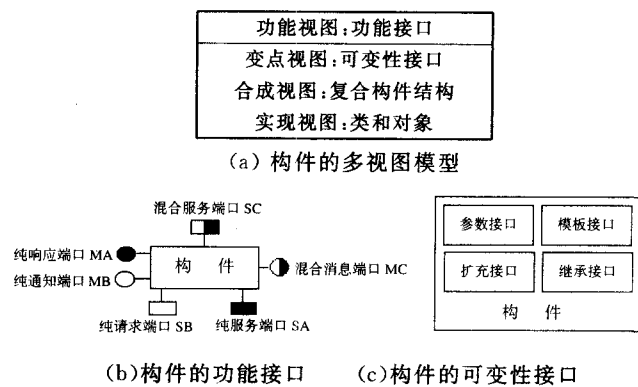 功能视图:功能接口
变点视图:可变性接口
合成视图:复合构件结构
实现视图:类和对象
(a) 构件的多视图模型
混合服务端口 SC
纯响应端口 MA
纯通知端口 MB
构 件
混合消息端口 MC
纯请求端口 SB
纯服务端口 SA
(b)构件的功能接口
参数接口
模板接口
扩充接口
继承接口
构 件
(c)构件的可变性接口